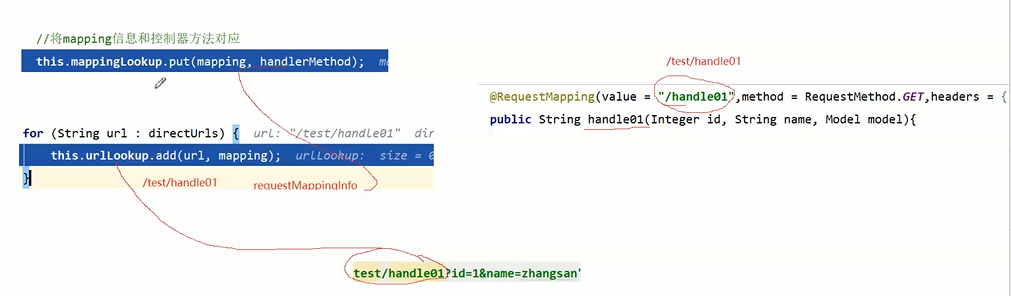 //将mapping信息和控制器方法对应
this.mappingLookup.put(mapping, handlerMethod);
for (String url : directUrls) { url: "/test/handle01" dir
this.urlLookup.add(url, mapping); urlLookup: size = 0
}
/test/handle01
requestMappingInfo
/test/handle01
@RequestMapping(value = "/handle01",method = RequestMethod.GET,headers = {
public String handle01(Integer id, String name, Model model){
test/handle01?id=1&name=zhangsan'